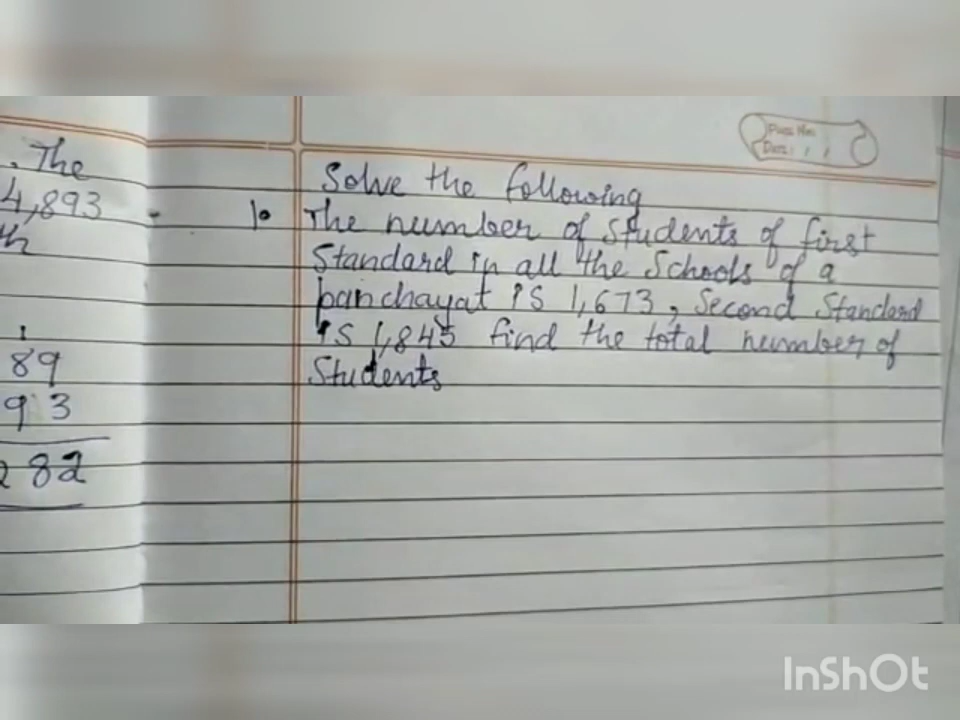 The
4,893
th
1
89
93
282
Page No.
Date: / /
Solve the following
1. The number of students of first
Standard in all the Schools of a
panchayat is 1,673, Second Standard
is 1,845 find the total number of
Students
InShOt